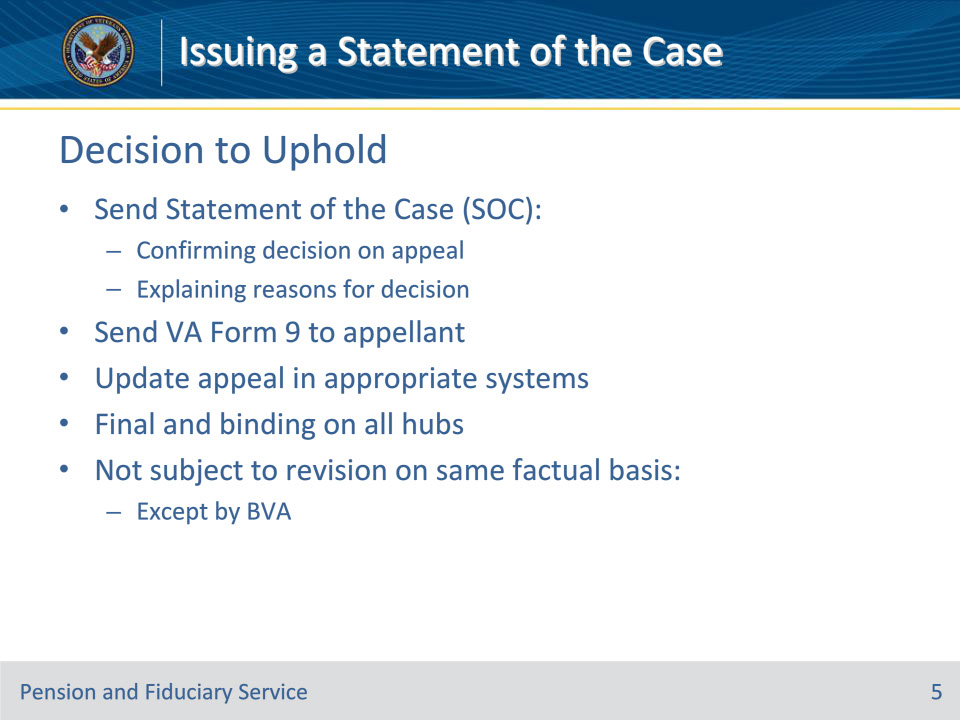 Issuing a Statement of the Case
Decision to Uphold
• Send Statement of the Case (SOC):
– Confirming decision on appeal
– Explaining reasons for decision
• Send VA Form 9 to appellant
• Update appeal in appropriate systems
• Final and binding on all hubs
• Not subject to revision on same factual basis:
– Except by BVA
Pension and Fiduciary Service
5